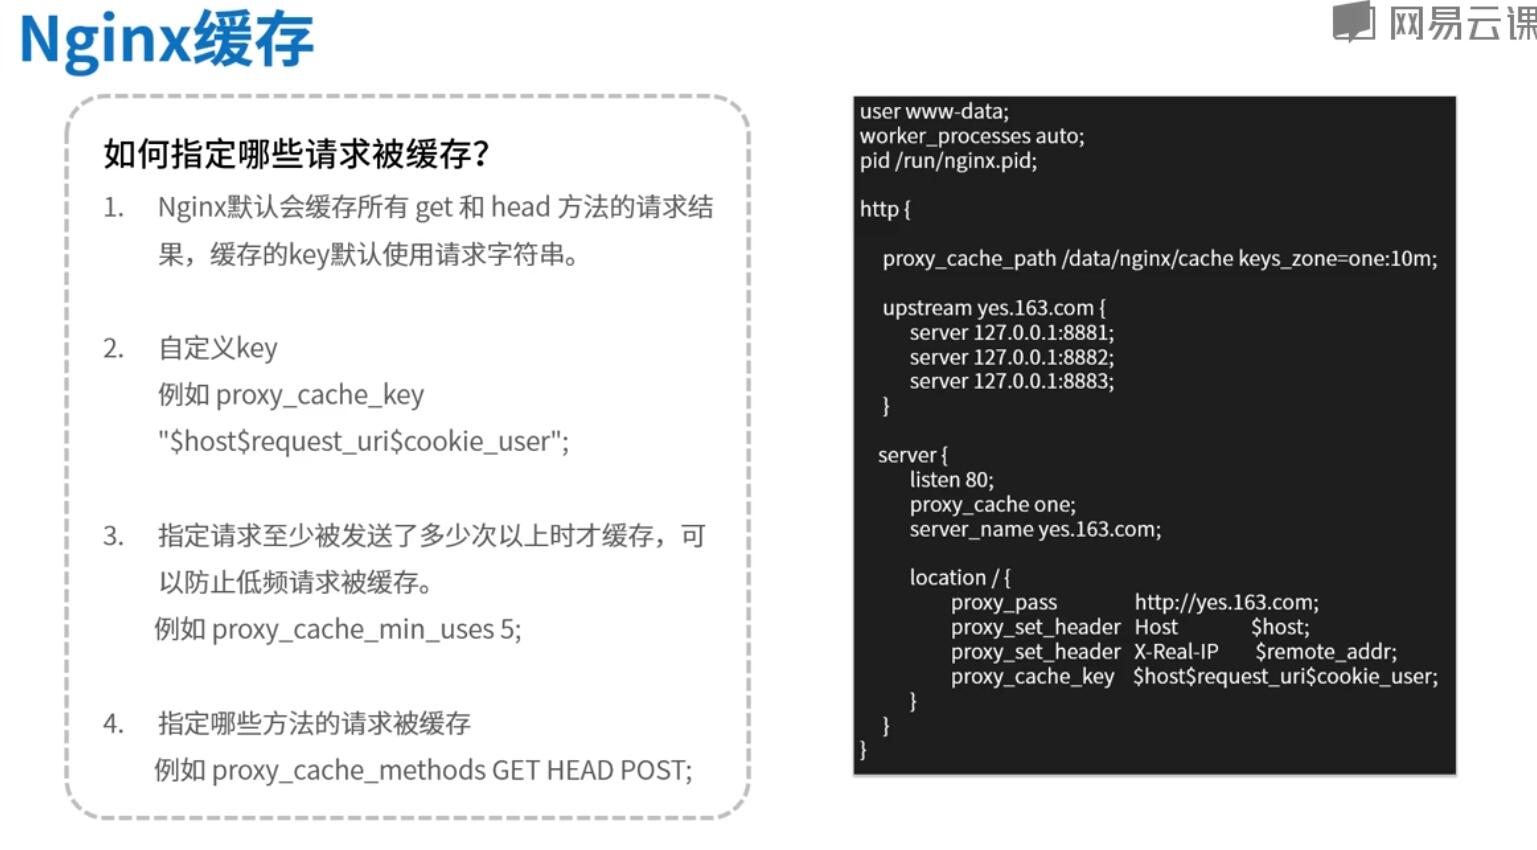 Nginx缓存
网易云课
如何指定哪些请求被缓存?
1. Nginx默认会缓存所有 get 和 head 方法的请求结
果，缓存的key默认使用请求字符串。
2. 自定义key
例如 proxy_cache_key
"$host$request_uri$cookie_user";
3. 指定请求至少被发送了多少次以上时才缓存，可
以防止低频请求被缓存。
例如 proxy_cache_min_uses 5;
4. 指定哪些方法的请求被缓存
例如 proxy_cache_methods GET HEAD POST;
user www-data;
worker_processes auto;
pid /run/nginx.pid;
http {
proxy_cache_path /data/nginx/cache keys_zone=one:10m;
upstream yes.163.com {
server 127.0.0.1:8881;
server 127.0.0.1:8882;
server 127.0.0.1:8883;
}
server {
listen 80;
proxy_cache one;
server_name yes.163.com;
location / {
proxy_pass http://yes.163.com;
proxy_set_header Host $host;
proxy_set_header X-Real-IP $remote_addr;
proxy_cache_key $host$request_uri$cookie_user;
}
}
}